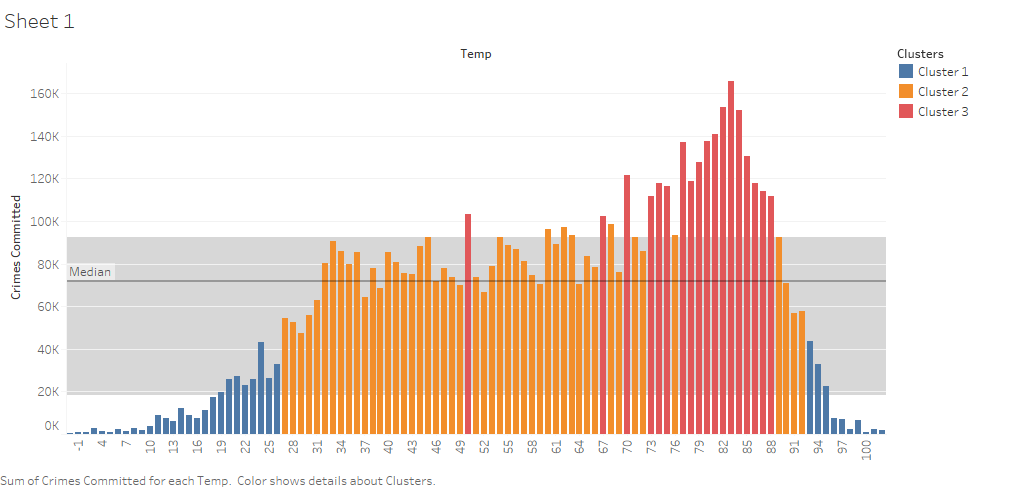 Sheet 1
Temp
Clusters
Cluster 1
Cluster 2
Cluster 3
Crimes Committed
160K
140K
120K
100K
80K
60K
40K
20K
0K
Median
-1 4 7 10 13 16 19 22 25 28 31 34 37 40 43 46 49 52 55 58 61 64 67 70 73 76 79 82 85 88 91 94 97 100
Sum of Crimes Committed for each Temp. Color shows details about Clusters.